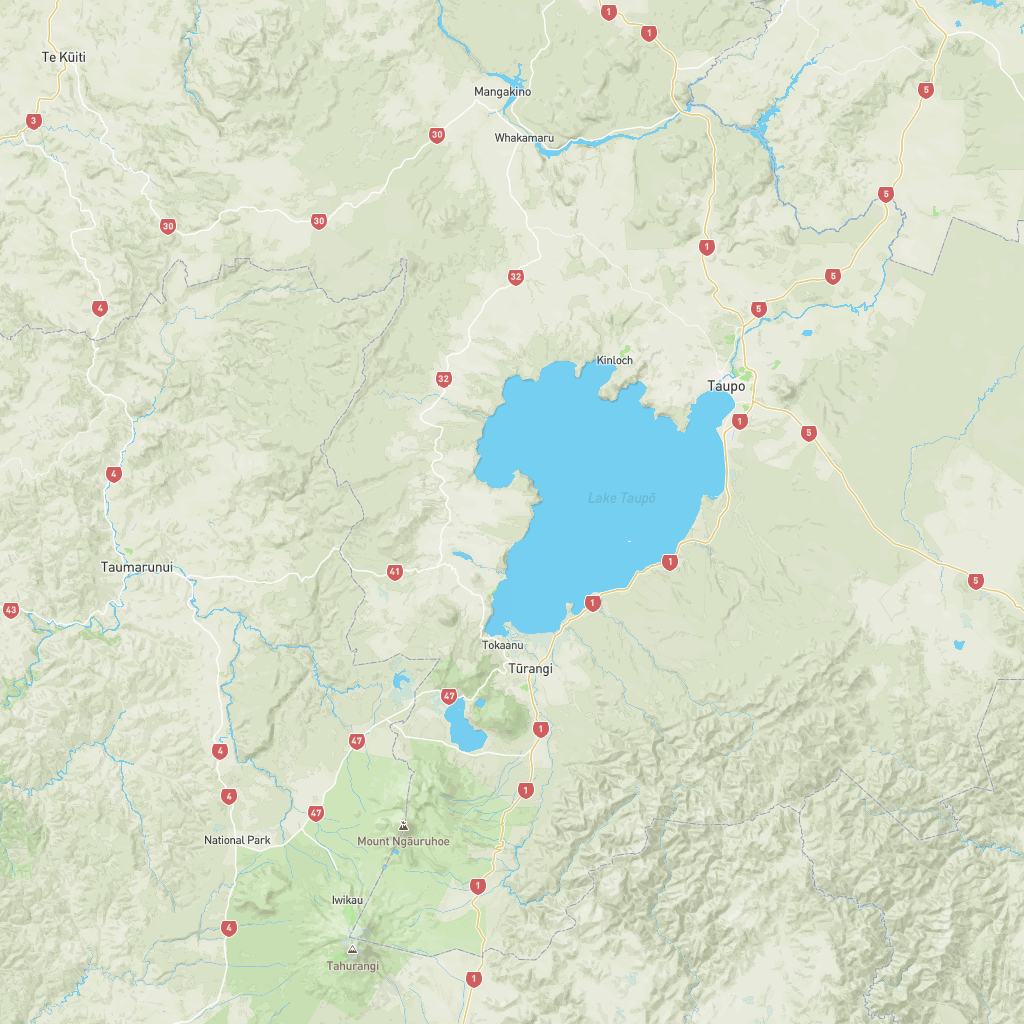 1
1
Te Kūiti
5
Mangakino
3
30
Whakamaru
5
30
30
1
32
5
4
5
Kinloch
32
Taupo
1
5
4
Lake Taupō
1
Taumarunui
41
5
43
1
Tokaanu
Tūrangi
47
1
47
4
1
4
47
National Park
Mount Ngāuruhoe
1
Iwikau
4
Tahurangi
1